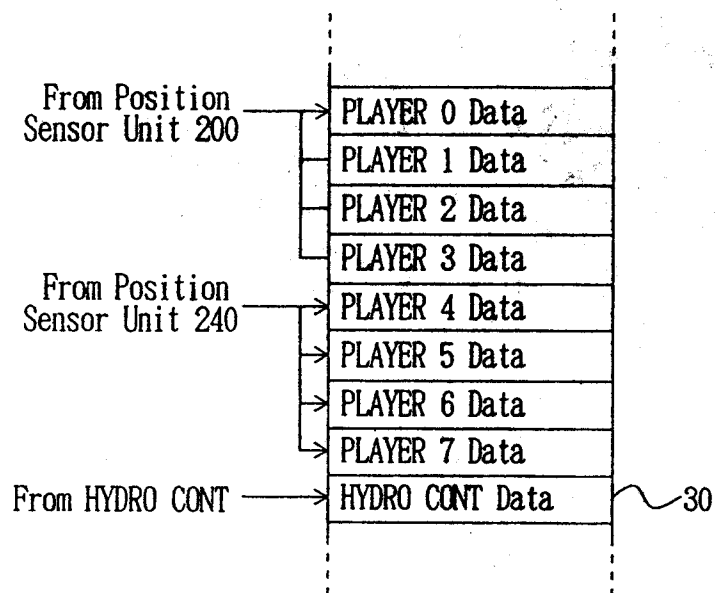 From Position
Sensor Unit 200
PLAYER 0 Data
PLAYER 1 Data
PLAYER 2 Data
PLAYER 3 Data
From Position
Sensor Unit 240
PLAYER 4 Data
PLAYER 5 Data
PLAYER 6 Data
PLAYER 7 Data
From HYDRO CONT
HYDRO CONT Data
30